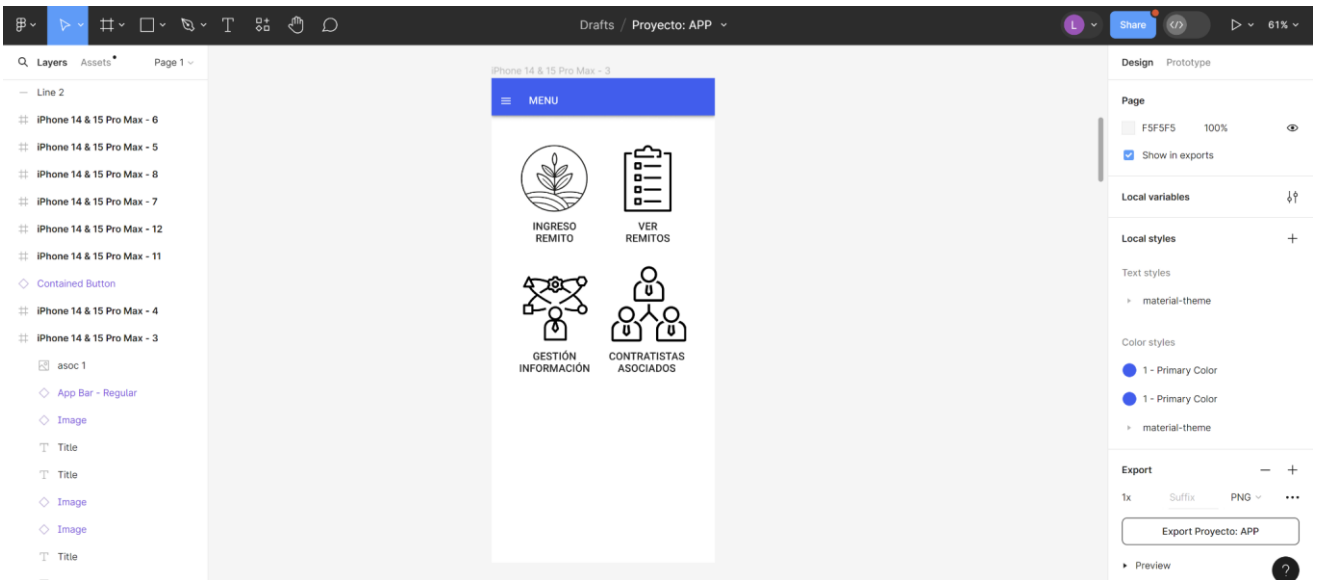 Drafts / Proyecto: APP
L
Share
61%
Layers Assets Page 1
Line 2
iPhone 14 & 15 Pro Max - 6
iPhone 14 & 15 Pro Max - 5
iPhone 14 & 15 Pro Max - 8
iPhone 14 & 15 Pro Max - 7
iPhone 14 & 15 Pro Max - 12
iPhone 14 & 15 Pro Max - 11
Contained Button
iPhone 14 & 15 Pro Max - 4
iPhone 14 & 15 Pro Max - 3
asoc 1
App Bar - Regular
Image
Title
Title
Image
Image
Title
iPhone 14 & 15 Pro Max - 3
MENU
INGRESO
REMITO
VER
REMITOS
GESTIÓN
INFORMACIÓN
CONTRATISTAS
ASOCIADOS
Design Prototype
Page
F5F5F5 100%
Show in exports
Local variables
Local styles
Text styles
material-theme
Color styles
1 - Primary Color
1 - Primary Color
material-theme
Export
1x Suffix PNG
Export Proyecto: APP
Preview
?